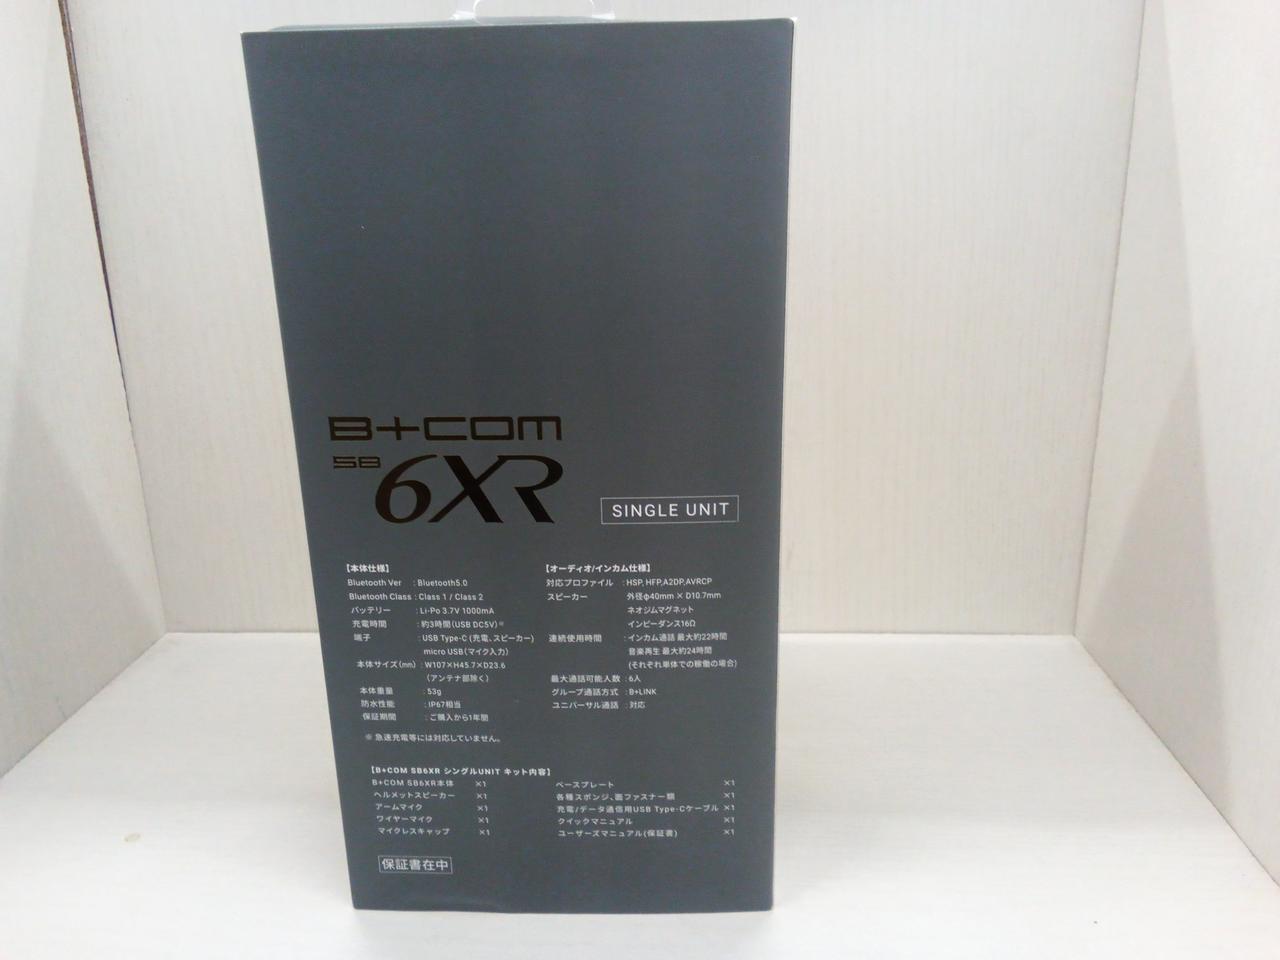 B+COM
SB 6XR
SINGLE UNIT
【本体仕様】
Bluetooth Ver : Bluetooth5.0
Bluetooth Class : Class 1 / Class 2
バッテリー : Li-Po 3.7V 1000mA
充電時間 : 約3時間(USB DC5V)※
端子 : USB Type-C (充電、スピーカー)
micro USB(マイク入力)
本体サイズ(mm) : W107×H45.7×D23.6
(アンテナ部除く)
本体重量 : 53g
防水性能 : IP67相当
保証期間 : ご購入から1年間
※ 急速充電等には対応していません。
【オーディオ/インカム仕様】
対応プロファイル : HSP, HFP,A2DP,AVRCP
スピーカー 外径φ40mm × D10.7mm
ネオジムマグネット
インピーダンス16Ω
連続使用時間 : インカム通話 最大約22時間
音楽再生 最大約24時間
(それぞれ単体での稼働の場合)
最大通話可能人数 : 6人
グループ通話方式 : B+LINK
ユニバーサル通話 : 対応
【B+COM SB6XR シングルUNIT キット内容】
B+COM SB6XR本体 ×1
ヘルメットスピーカー ×1
アームマイク ×1
ワイヤーマイク ×1
マイクレスキャップ ×1
ベースプレート ×1
各種スポンジ、面ファスナー類 ×1
充電/データ通信用USB Type-Cケーブル ×1
クイックマニュアル ×1
ユーザーズマニュアル(保証書) ×1
保証書在中